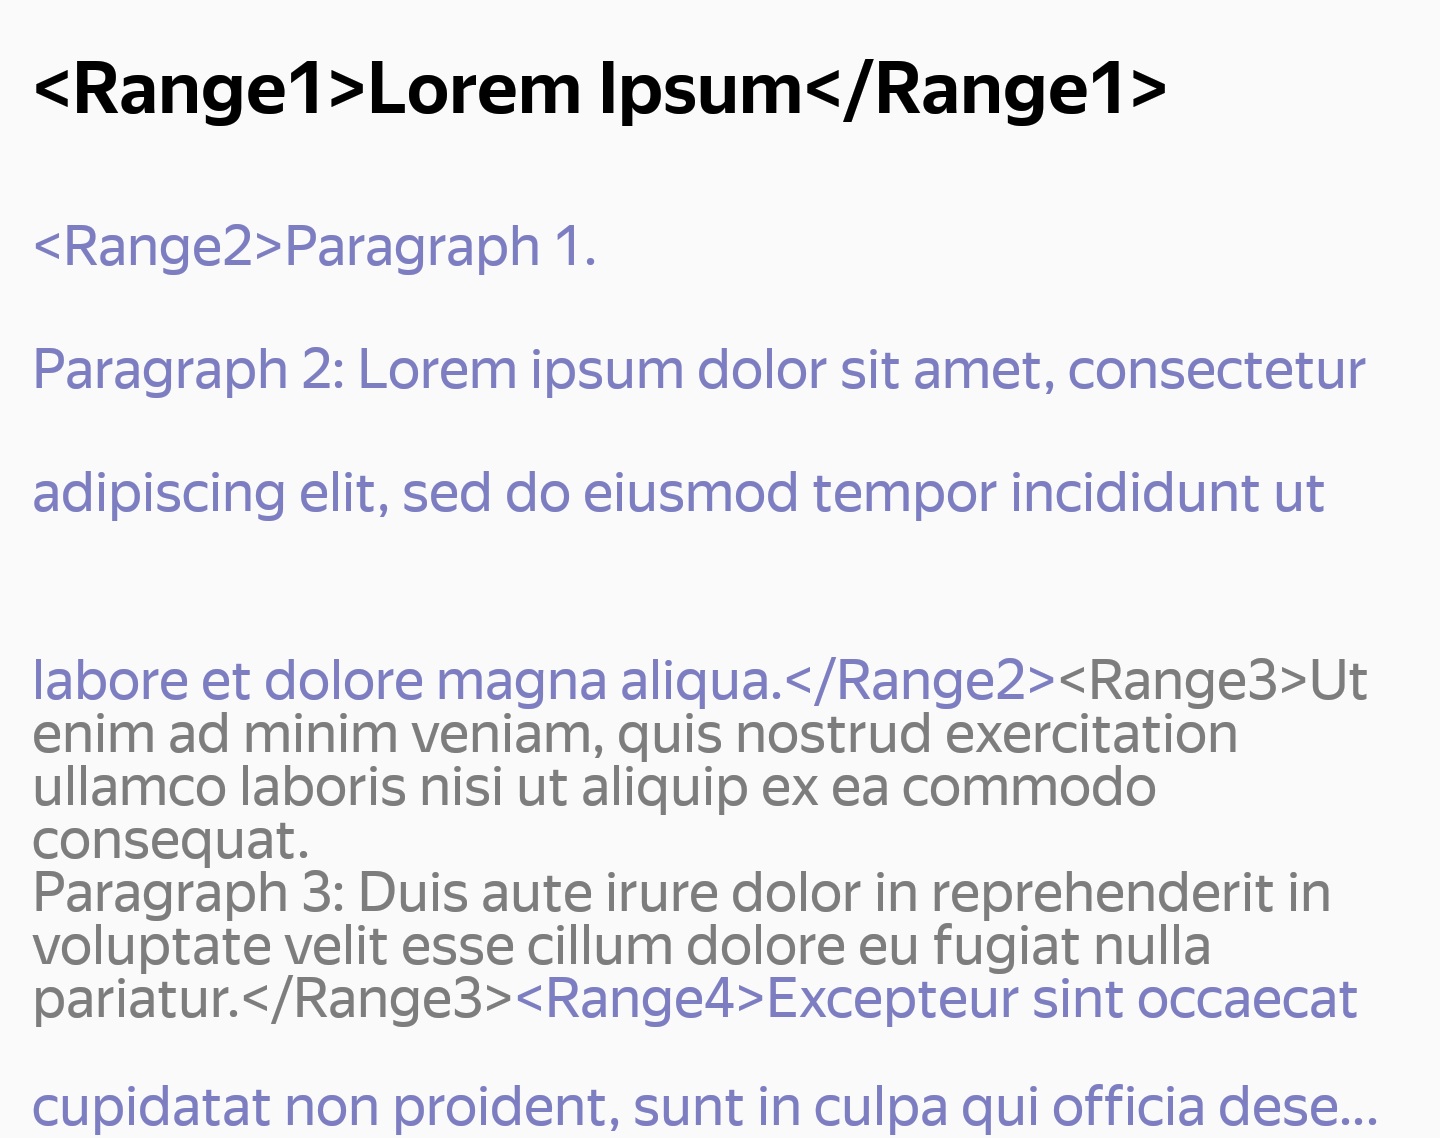 <Range1>Lorem Ipsum</Range1>
<Range2>Paragraph 1.
Paragraph 2: Lorem ipsum dolor sit amet, consectetur
adipiscing elit, sed do eiusmod tempor incididunt ut
labore et dolore magna aliqua.</Range2><Range3>Ut
enim ad minim veniam, quis nostrud exercitation
ullamco laboris nisi ut aliquip ex ea commodo
consequat.
Paragraph 3: Duis aute irure dolor in reprehenderit in
voluptate velit esse cillum dolore eu fugiat nulla
pariatur.</Range3><Range4>Excepteur sint occaecat
cupidatat non proident, sunt in culpa qui officia dese...